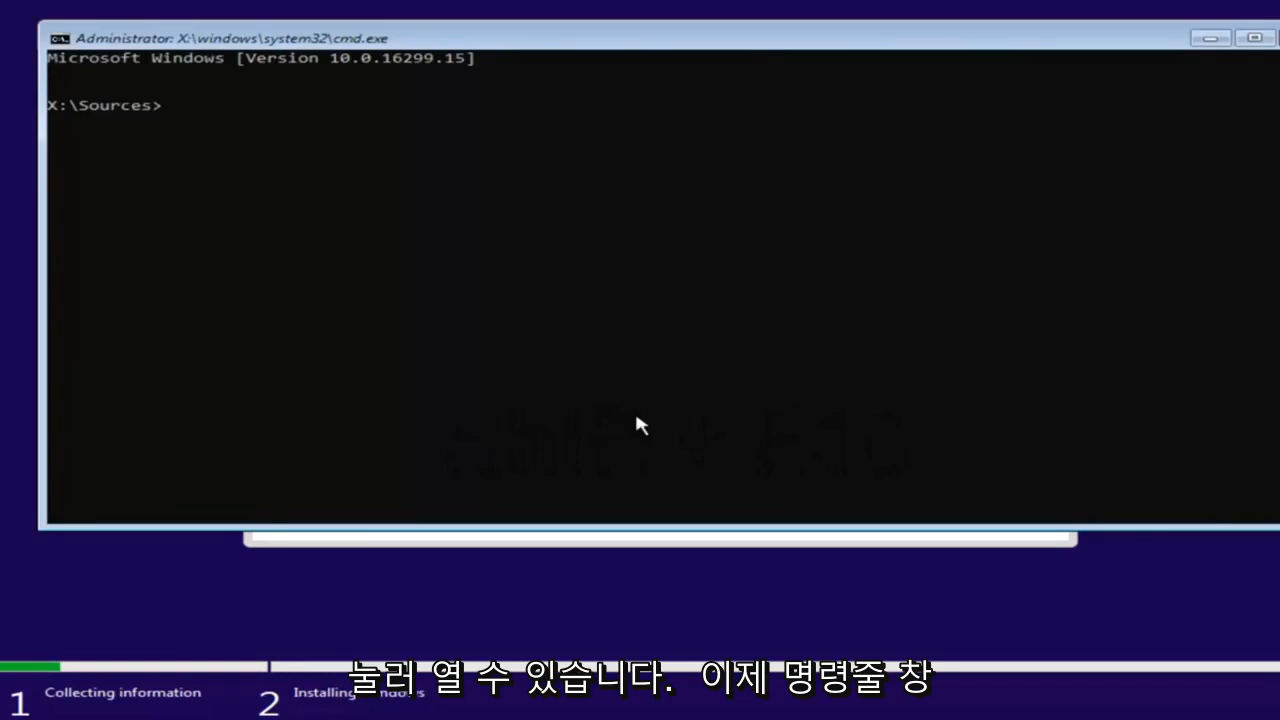 Administrator: X:\windows\system32\cmd.exe
Microsoft Windows [Version 10.0.16299.15]
X:\Sources>
눌러 열 수 있습니다. 이제 명령줄 창
1 Collecting information
2 Installing Windows